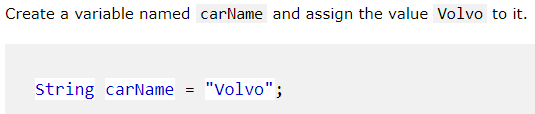 Create a variable named carName and assign the value Volvo to it.
String carName = "Volvo";